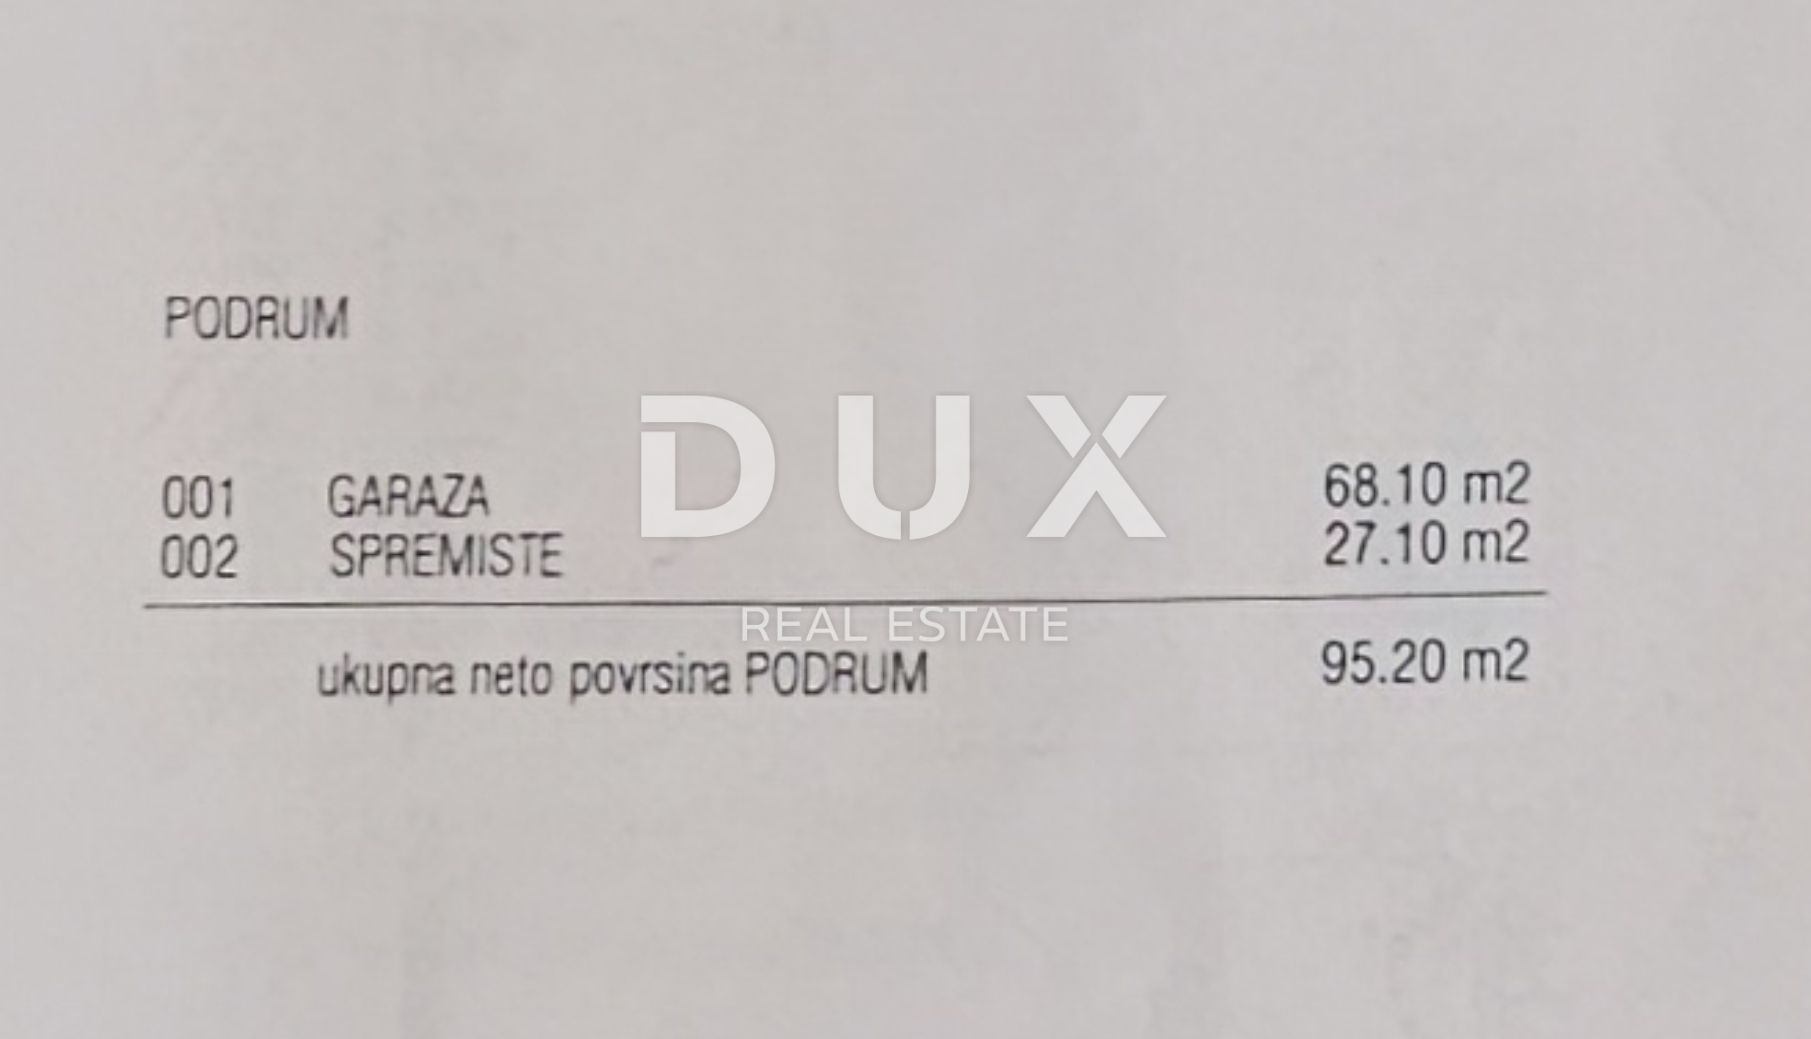 PODRUM
DUX
001 GARAZA 68.10 m2
002 SPREMISTE 27.10 m2
REAL ESTATE
ukupna neto povrsina PODRUM 95.20 m2